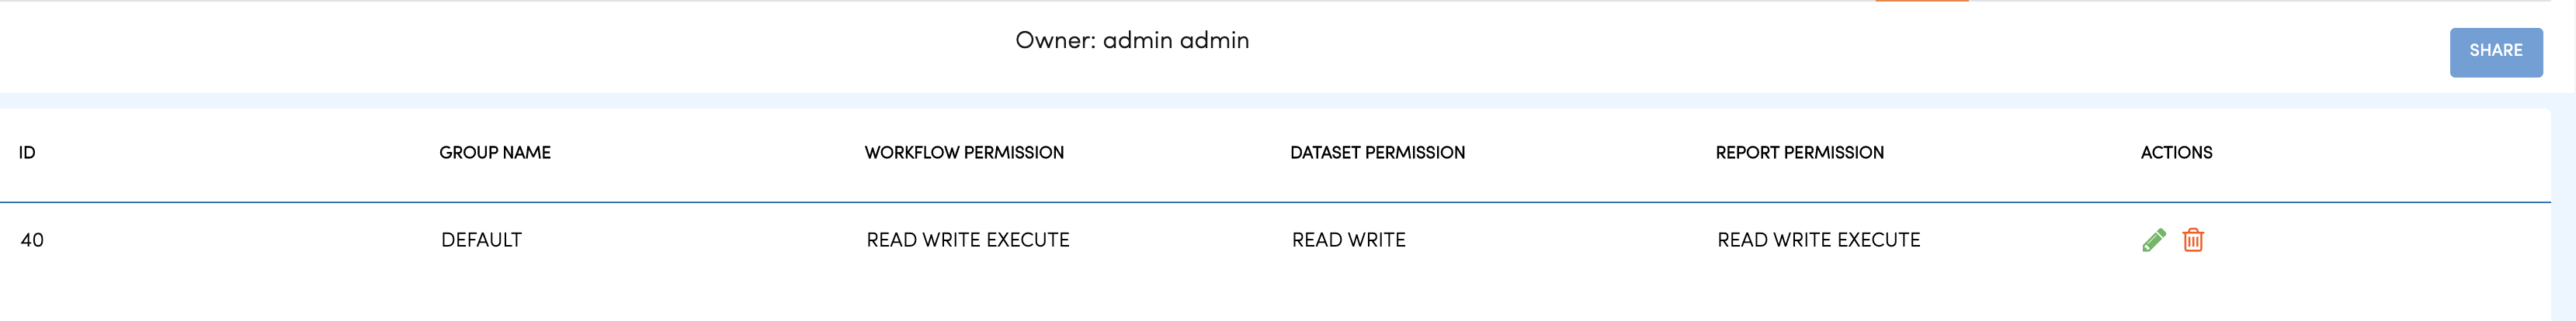 Owner: admin admin
SHARE
ID GROUP NAME WORKFLOW PERMISSION DATASET PERMISSION REPORT PERMISSION ACTIONS
40 DEFAULT READ WRITE EXECUTE READ WRITE READ WRITE EXECUTE